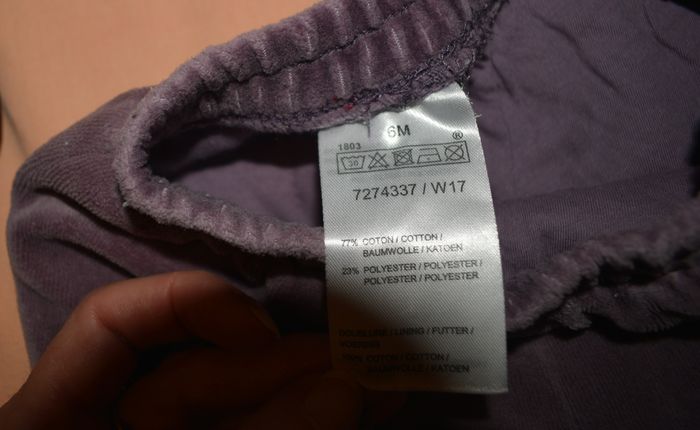 6M
1803
®
30
7274337 / W17
77% COTON / COTTON /
BAUMWOLLE / KATOEN
23% POLYESTER / POLYESTER /
POLYESTER / POLYESTER
DOUBLURE / LINING / FUTTER /
VOERING
100% COTON / COTTON /
BAUMWOLLE / KATOEN